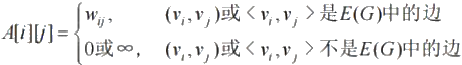 A[i][j] = { w_ij, (v_i, v_j)或< v_i, v_j >是E(G)中的边
0或∞, (v_i, v_j)或< v_i, v_j >不是E(G)中的边